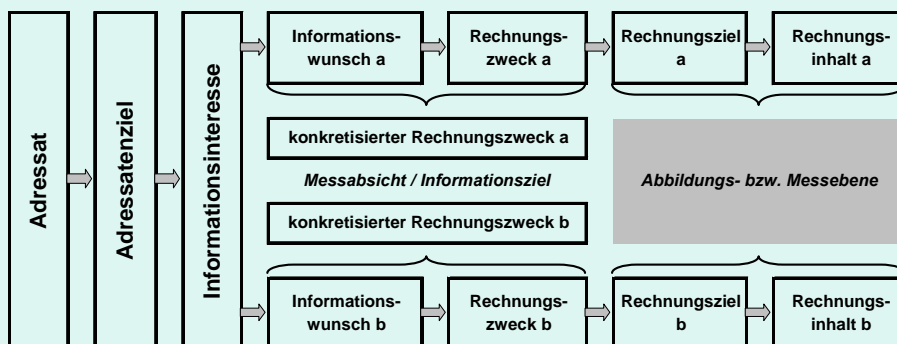 Adressat
Adressatenziel
Informationsinteresse
Informations-
wunsch a
Rechnungs-
zweck a
Rechnungsziel
a
Rechnungs-
inhalt a
konkretisierter Rechnungszweck a
Messabsicht / Informationsziel
Abbildungs- bzw. Messebene
konkretisierter Rechnungszweck b
Informations-
wunsch b
Rechnungs-
zweck b
Rechnungsziel
b
Rechnungs-
inhalt b